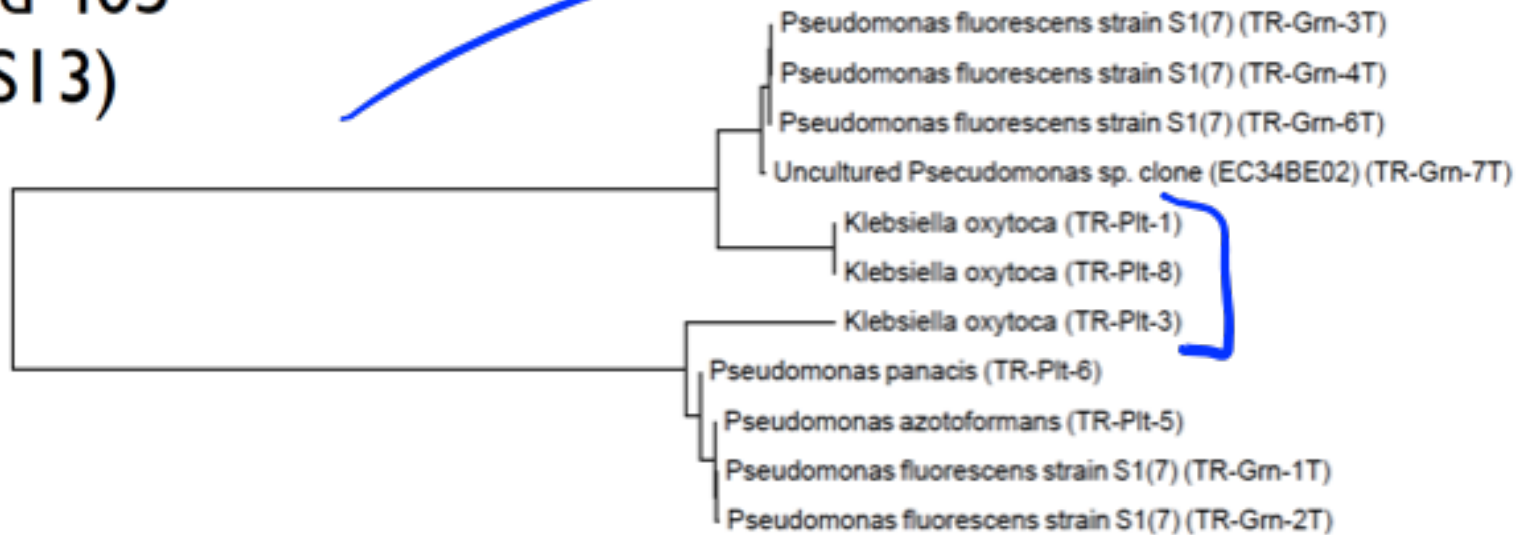 S13)
Pseudomonas fluorescens strain S1(7) (TR-Grn-3T)
Pseudomonas fluorescens strain S1(7) (TR-Grn-4T)
Pseudomonas fluorescens strain S1(7) (TR-Grn-6T)
Uncultured Psecudomonas sp. clone (EC34BE02) (TR-Grn-7T)
Klebsiella oxytoca (TR-Plt-1)
Klebsiella oxytoca (TR-Plt-8)
Klebsiella oxytoca (TR-Plt-3)
Pseudomonas panacis (TR-Plt-6)
Pseudomonas azotoformans (TR-Plt-5)
Pseudomonas fluorescens strain S1(7) (TR-Grn-1T)
Pseudomonas fluorescens strain S1(7) (TR-Grn-2T)